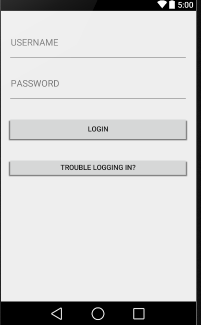 5:00
USERNAME
PASSWORD
LOGIN
TROUBLE LOGGING IN?